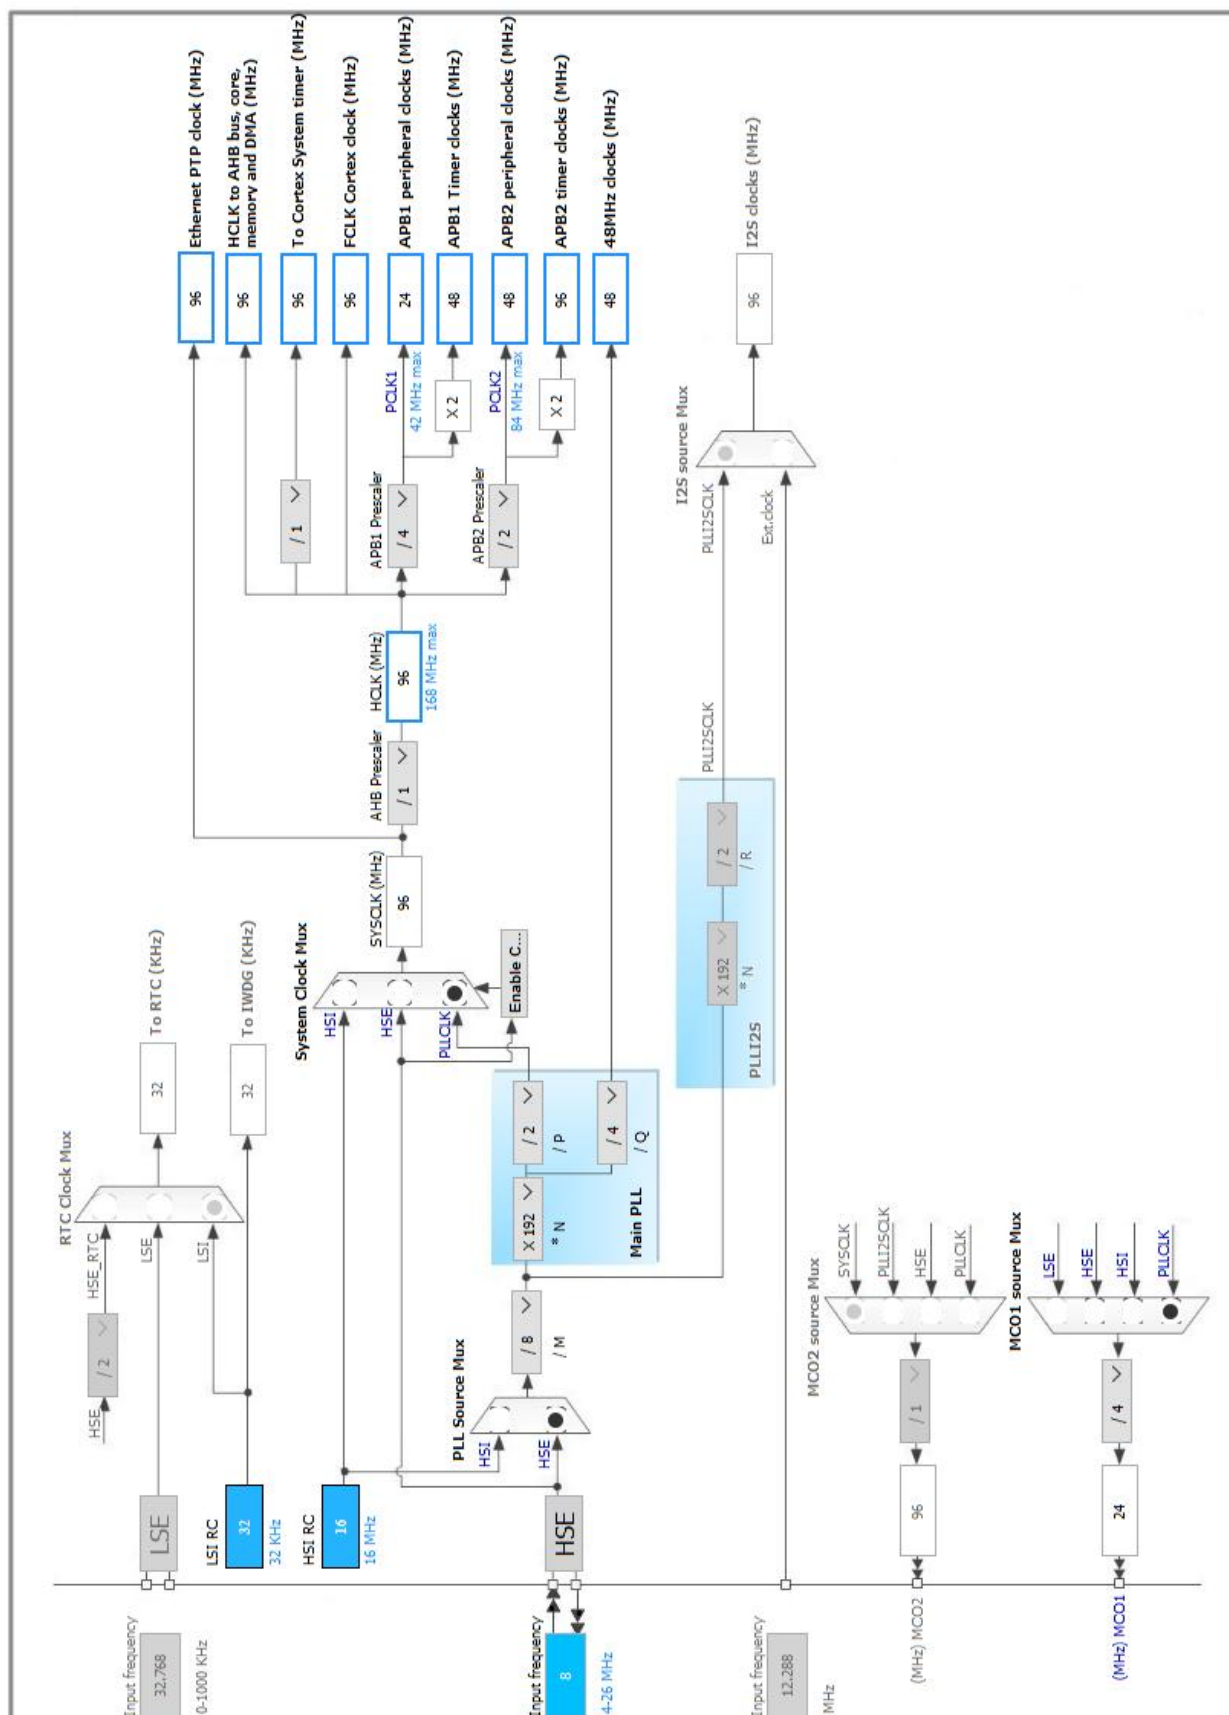 Input frequency
32.768
0-1000 KHz
LSE
HSE
/ 2
HSE_RTC
RTC Clock Mux
LSE
LSI
32
To RTC (KHz)
LSI RC
32
32 KHz
32
To IWDG (KHz)
HSI RC
16
16 MHz
Input frequency
8
4-26 MHz
HSE
PLL Source Mux
HSI
HSE
/ 8
/ M
X 192
* N
/ 2
/ P
/ 4
/ Q
Main PLL
System Clock Mux
HSI
HSE
PLLCLK
Enable C...
SYSCLK (MHz)
96
AHB Prescaler
/ 1
HCLK (MHz)
96
168 MHz max
/ 1
APB1 Prescaler
/ 4
PCLK1
42 MHz max
X 2
APB2 Prescaler
/ 2
PCLK2
84 MHz max
X 2
96
Ethernet PTP clock (MHz)
96
HCLK to AHB bus, core,
memory and DMA (MHz)
96
To Cortex System timer (MHz)
96
FCLK Cortex clock (MHz)
24
APB1 peripheral clocks (MHz)
48
APB1 Timer clocks (MHz)
48
APB2 peripheral clocks (MHz)
96
APB2 timer clocks (MHz)
48
48MHz clocks (MHz)
PLLI2S
X 192
* N
/ 2
/ R
PLLI2SCLK
PLLI2SCLK
I2S source Mux
Ext.clock
96
I2S clocks (MHz)
Input frequency
12.288
MHz
MCO2 source Mux
SYSCLK
PLLI2SCLK
HSE
PLLCLK
/ 1
96
(MHz) MCO2
MCO1 source Mux
LSE
HSE
HSI
PLLCLK
/ 4
24
(MHz) MCO1